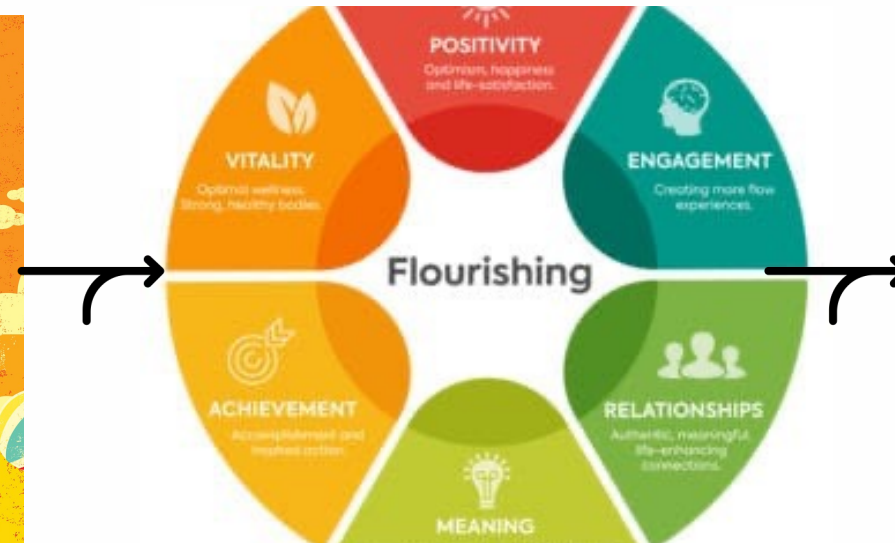 POSITIVITY
Optimism, happiness
and life-satisfaction.
VITALITY
Optimal wellness.
Strong, healthy bodies.
ENGAGEMENT
Creating more flow
experiences.
Flourishing
ACHIEVEMENT
Accomplishment and
inspired action.
RELATIONSHIPS
Authentic, meaningful,
life-enhancing
connections.
MEANING